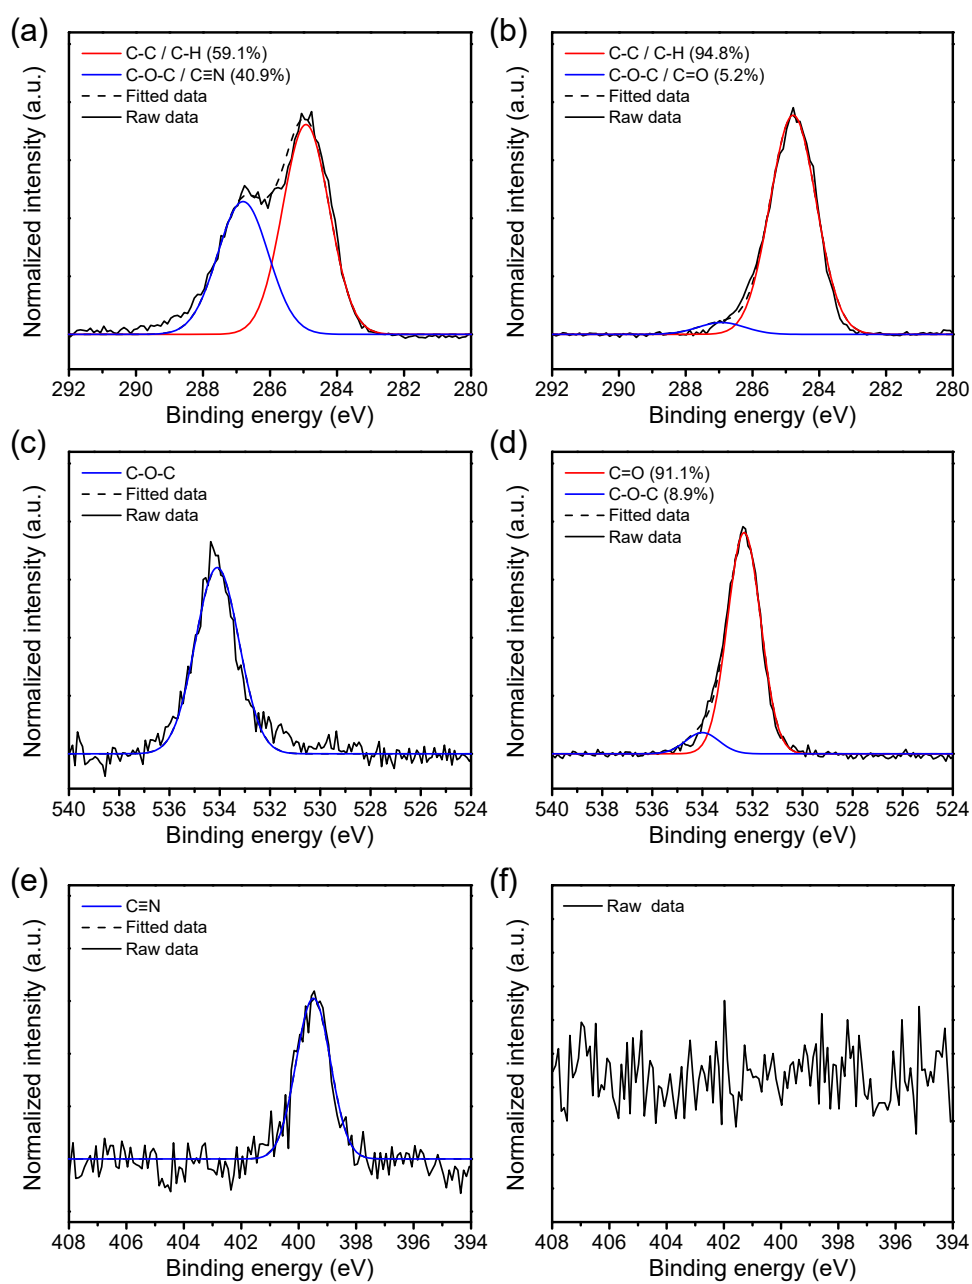 (a)
C-C / C-H (59.1%)
C-O-C / C≡N (40.9%)
Fitted data
Raw data
Normalized intensity (a.u.)
292 290 288 286 284 282 280
Binding energy (eV)
(b)
C-C / C-H (94.8%)
C-O-C / C=O (5.2%)
Fitted data
Raw data
Normalized intensity (a.u.)
292 290 288 286 284 282 280
Binding energy (eV)
(c)
C-O-C
Fitted data
Raw data
Normalized intensity (a.u.)
540 538 536 534 532 530 528 526 524
Binding energy (eV)
(d)
C=O (91.1%)
C-O-C (8.9%)
Fitted data
Raw data
Normalized intensity (a.u.)
540 538 536 534 532 530 528 526 524
Binding energy (eV)
(e)
C≡N
Fitted data
Raw data
Normalized intensity (a.u.)
408 406 404 402 400 398 396 394
Binding energy (eV)
(f)
Raw data
Normalized intensity (a.u.)
408 406 404 402 400 398 396 394
Binding energy (eV)